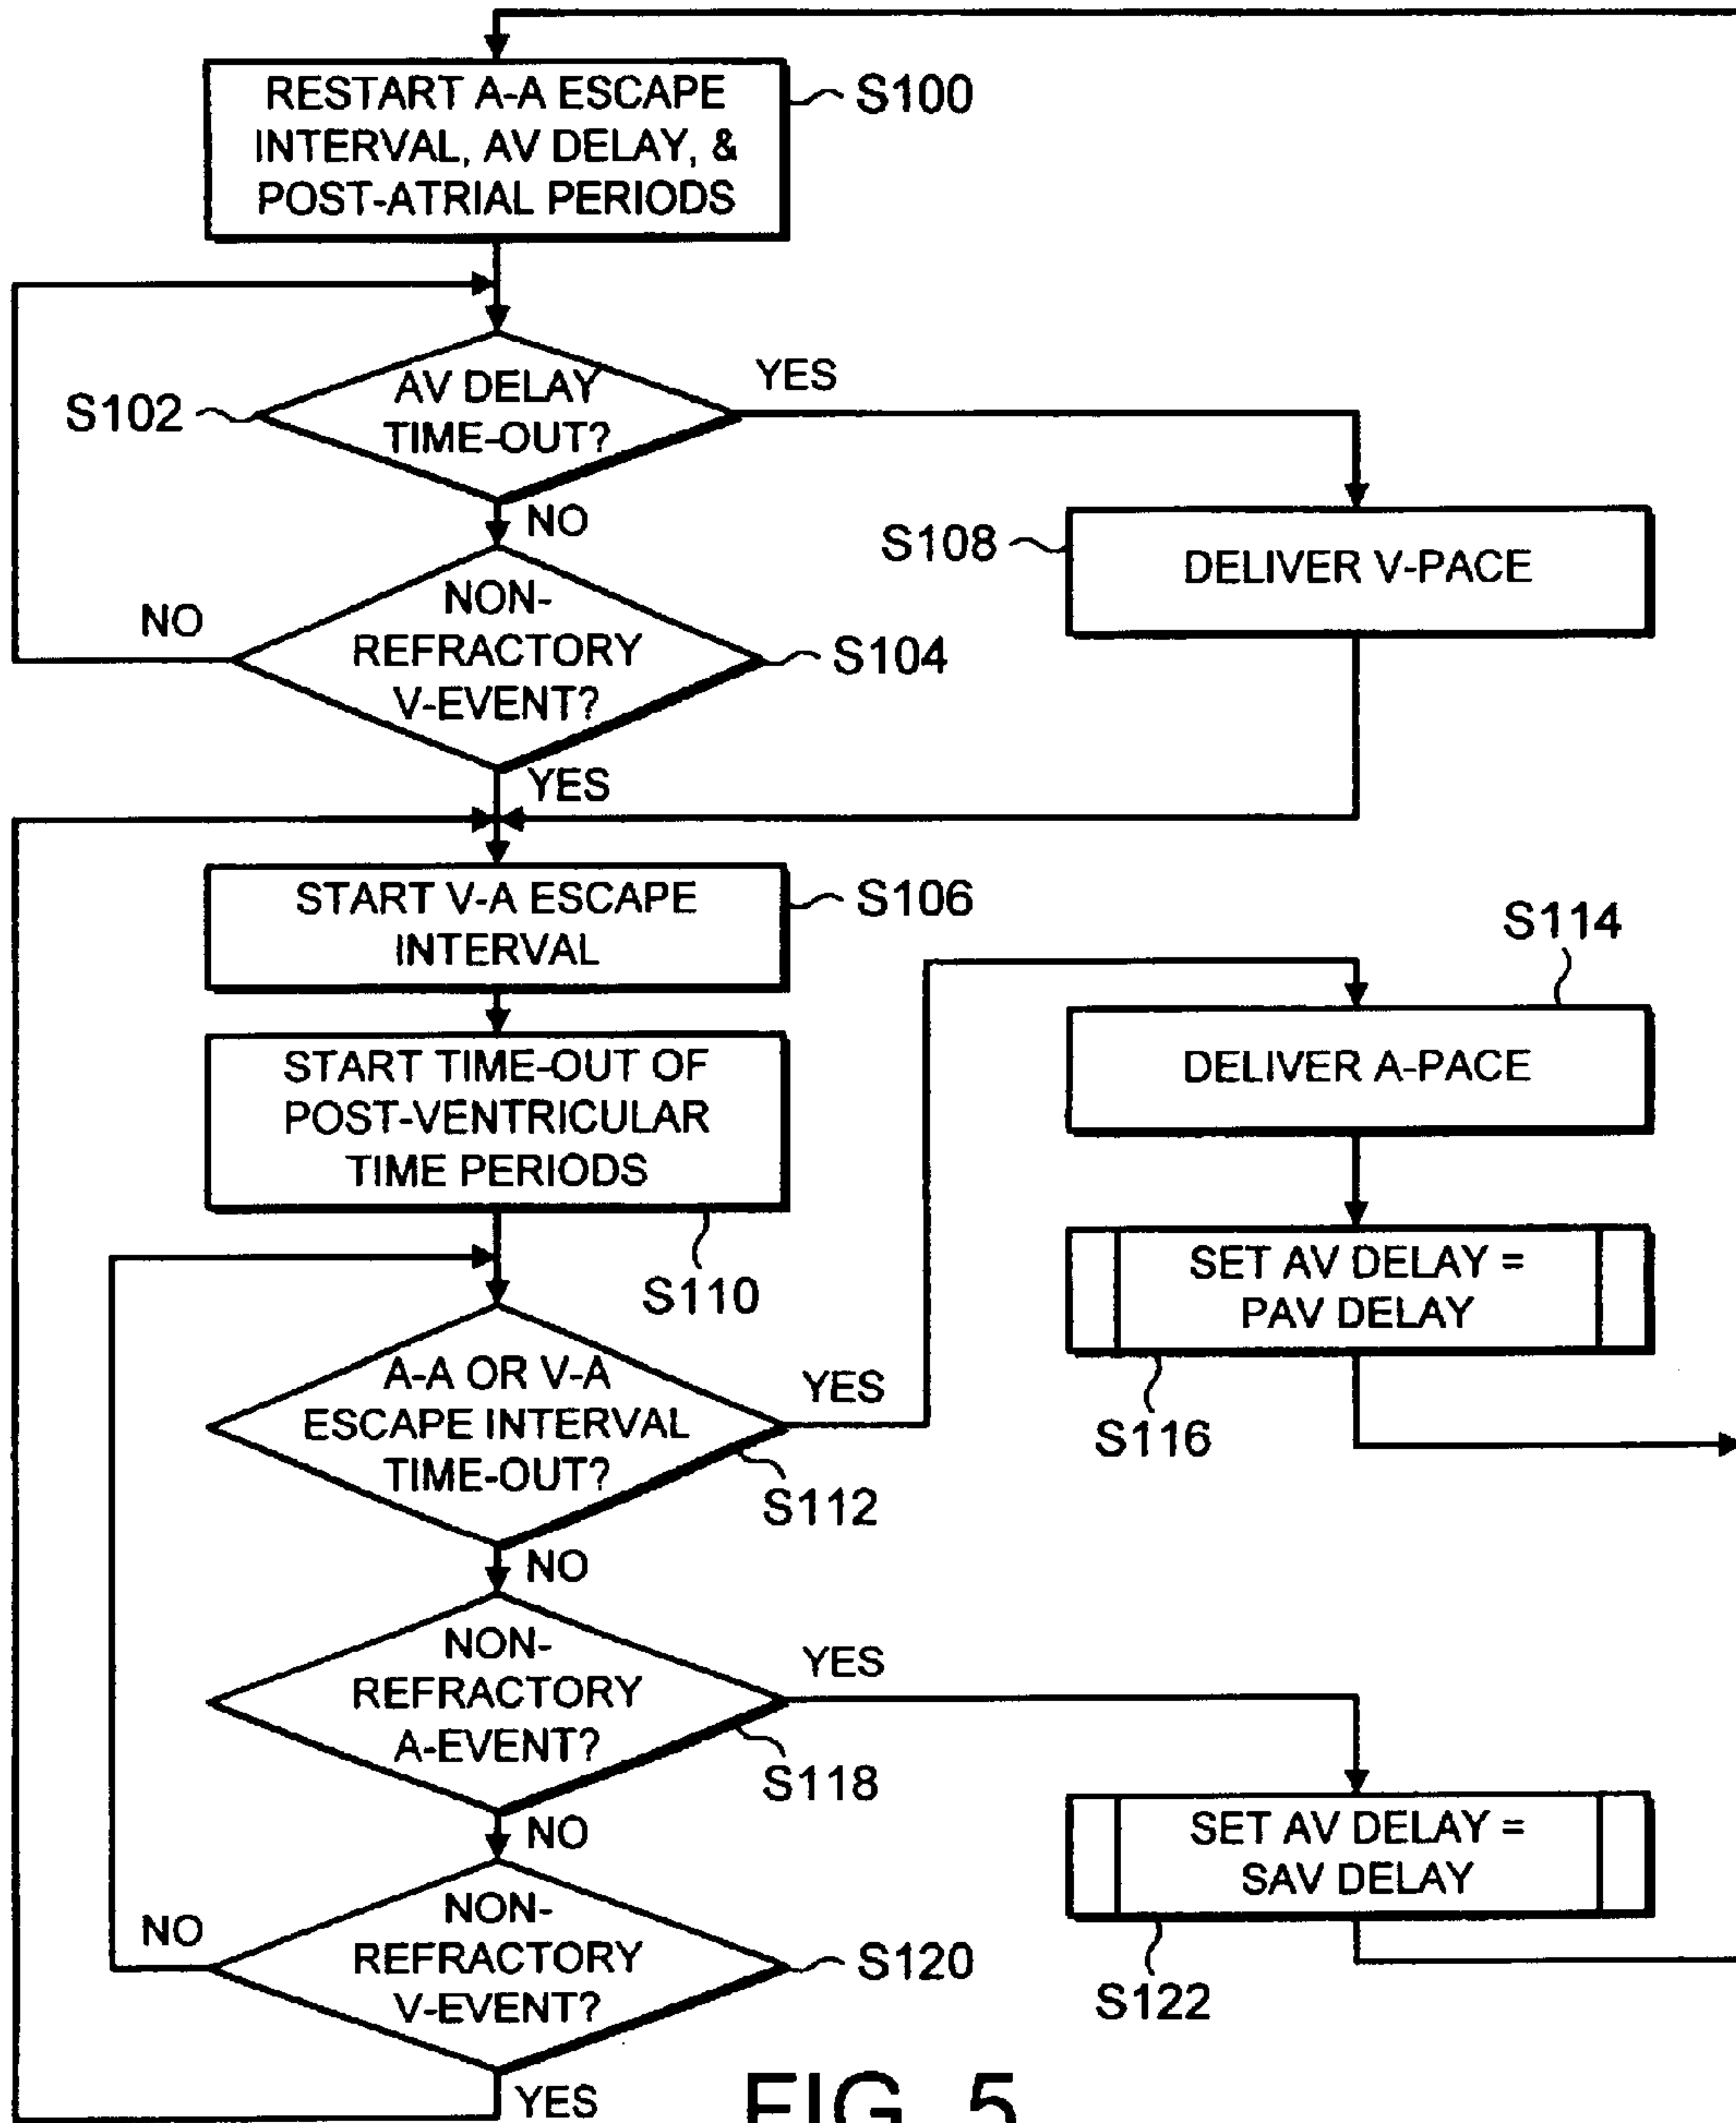 RESTART A-A ESCAPE
INTERVAL, AV DELAY, &
POST-ATRIAL PERIODS
S100
AV DELAY
TIME-OUT?
S102
YES
NO
DELIVER V-PACE
S108
NON-
REFRACTORY
V-EVENT?
S104
NO
YES
START V-A ESCAPE
INTERVAL
S106
START TIME-OUT OF
POST-VENTRICULAR
TIME PERIODS
S110
A-A OR V-A
ESCAPE INTERVAL
TIME-OUT?
S112
YES
NO
S114
DELIVER A-PACE
SET AV DELAY =
PAV DELAY
S116
NON-
REFRACTORY
A-EVENT?
S118
YES
NO
SET AV DELAY =
SAV DELAY
S122
NON-
REFRACTORY
V-EVENT?
S120
NO
YES
FIG. 5